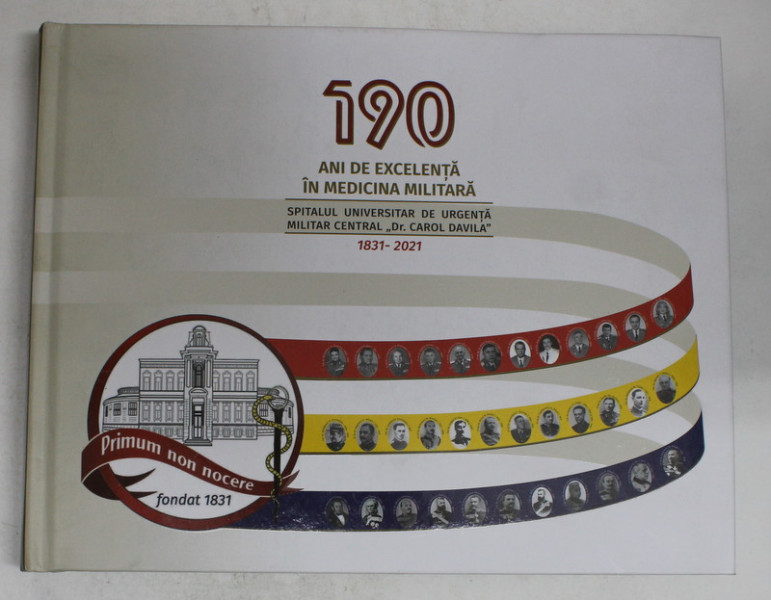 190
ANI DE EXCELENȚĂ
ÎN MEDICINA MILITARĂ
SPITALUL UNIVERSITAR DE URGENȚĂ
MILITAR CENTRAL „Dr. CAROL DAVILA”
1831- 2021
Primum non nocere
fondat 1831